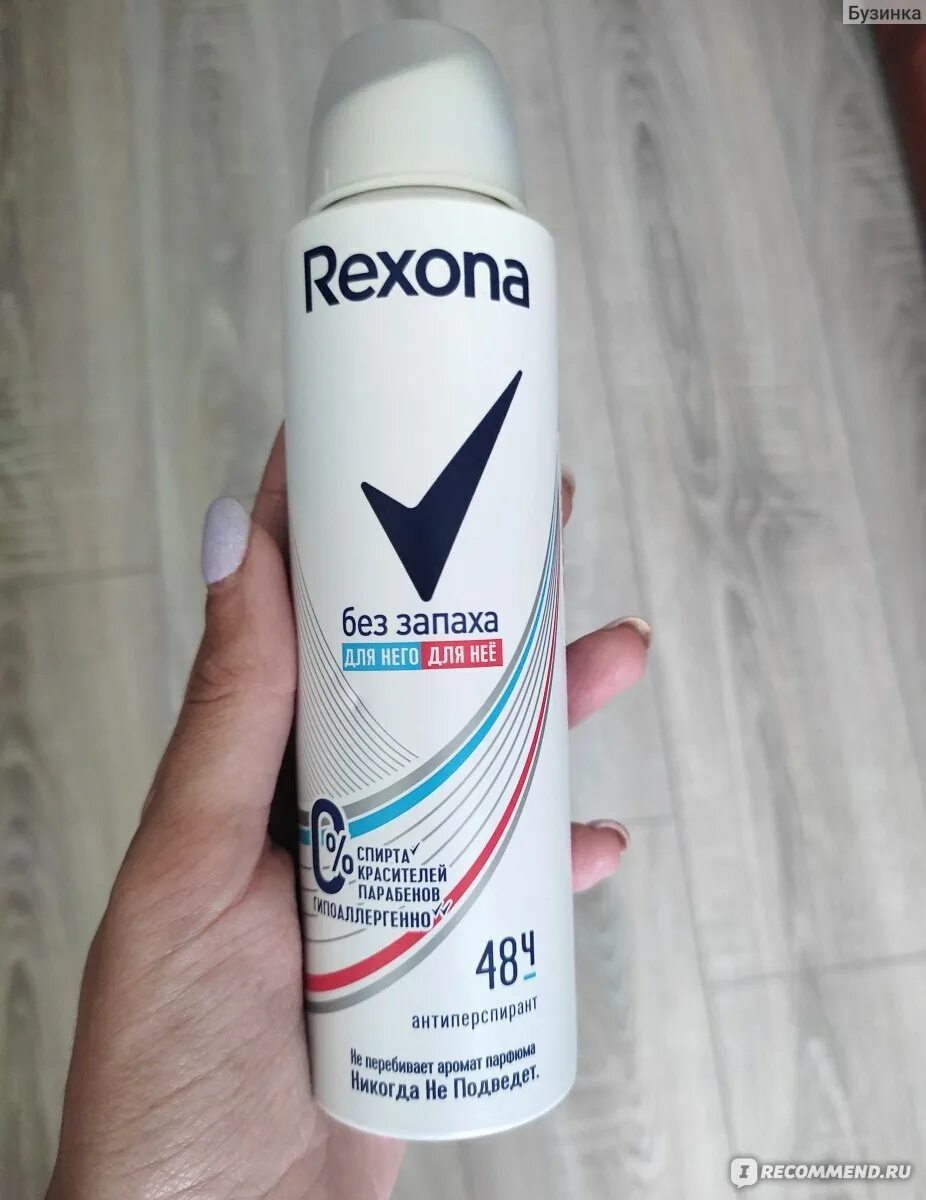 Бузинка
Rexona
без запаха
ДЛЯ НЕГО ДЛЯ НЕЁ
0% СПИРТА
КРАСИТЕЛЕЙ
ПАРАБЕНОВ
ГИПОАЛЛЕРГЕННО
48ч
антиперспирант
Не перебивает аромат парфюма
Никогда Не Подведет.
I RECOMMEND.RU